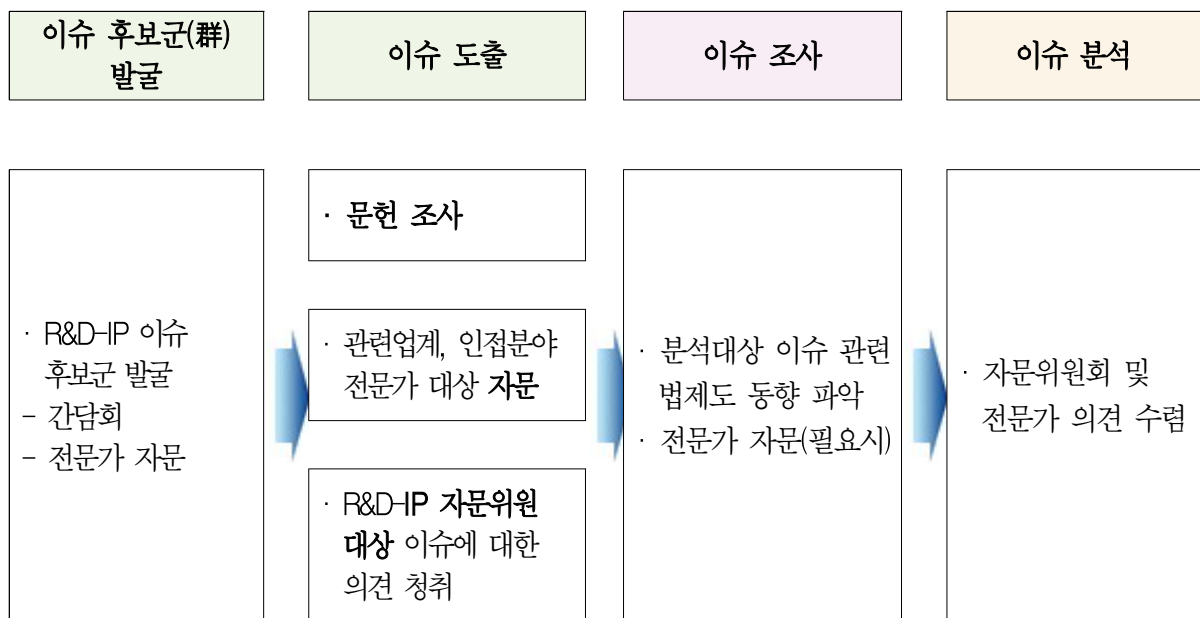 이슈 후보군(群)
발굴
이슈 도출
이슈 조사
이슈 분석
· R&D-IP 이슈
후보군 발굴
- 간담회
- 전문가 자문
· 문헌 조사
· 관련업계, 인접분야
전문가 대상 자문
· R&D-IP 자문위원
대상 이슈에 대한
의견 청취
· 분석대상 이슈 관련
법제도 동향 파악
· 전문가 자문(필요시)
· 자문위원회 및
전문가 의견 수렴